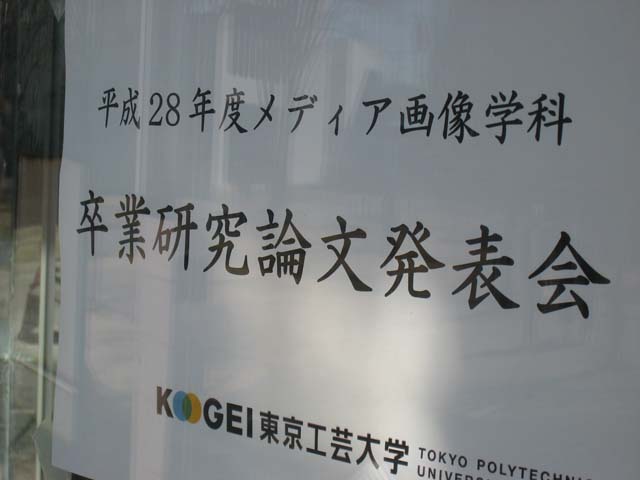 平成28年度メディア画像学科
卒業研究論文発表会
KOOGEI 東京工芸大学 TOKYO POLYTECHNIC